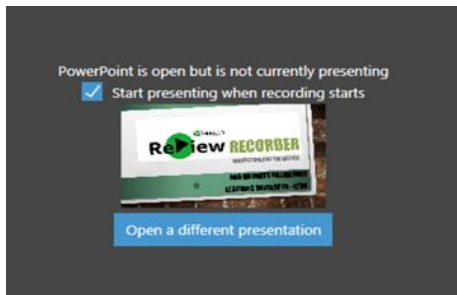 PowerPoint is open but is not currently presenting
Start presenting when recording starts
Review RECORDER
Open a different presentation